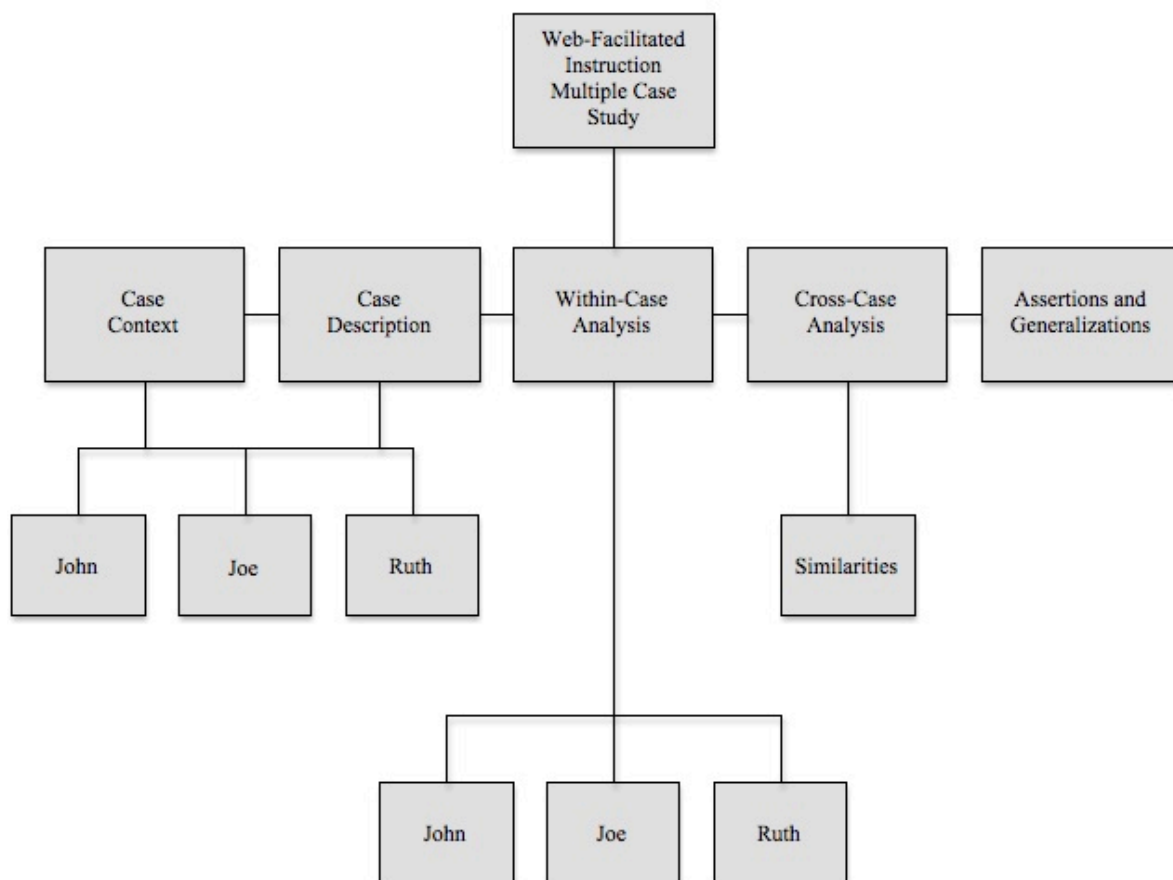 Web-Facilitated
Instruction
Multiple Case
Study
Case
Context
Case
Description
Within-Case
Analysis
Cross-Case
Analysis
Assertions and
Generalizations
John
Joe
Ruth
Similarities
John
Joe
Ruth